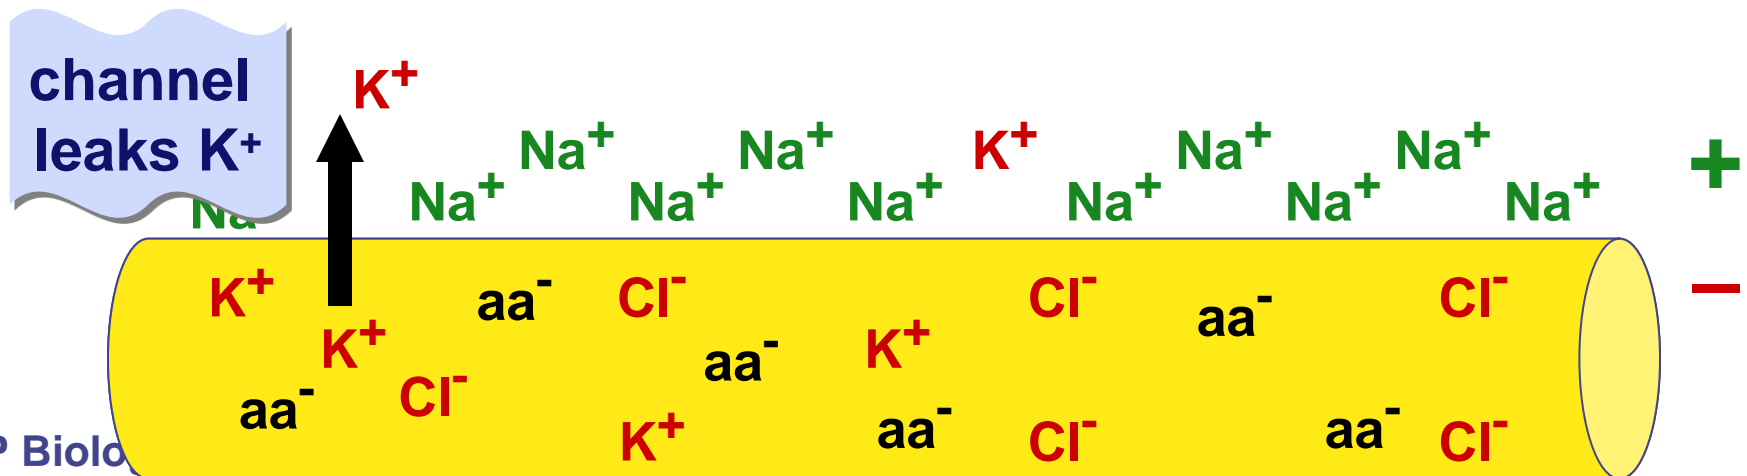 channel
leaks K⁺
K⁺
Na⁺ Na⁺ K⁺ Na⁺ Na⁺
Na⁺ Na⁺ Na⁺ Na⁺ Na⁺ Na⁺
+
K⁺ aa⁻ Cl⁻ Cl⁻ aa⁻ Cl⁻
–
K⁺ aa⁻ K⁺
aa⁻ Cl⁻ K⁺ aa⁻ Cl⁻ aa⁻ Cl⁻